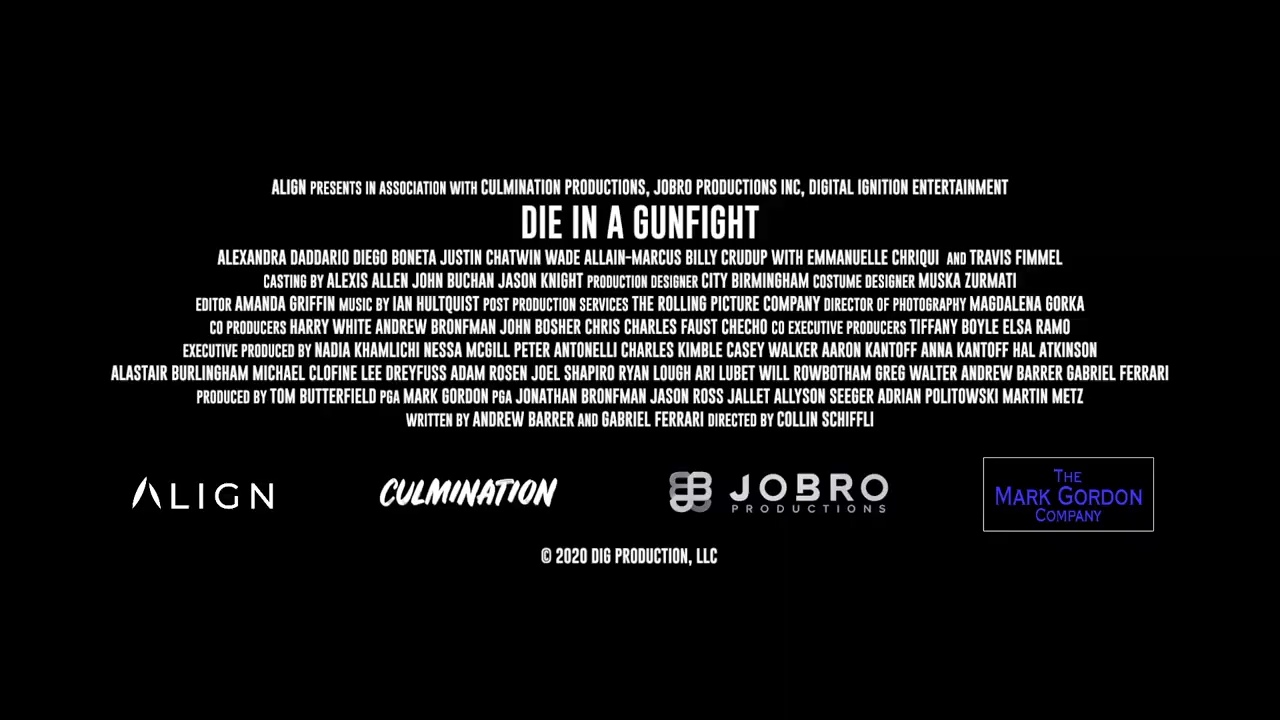 ALIGN PRESENTS IN ASSOCIATION WITH CULMINATION PRODUCTIONS, JOBRO PRODUCTIONS INC, DIGITAL IGNITION ENTERTAINMENT
DIE IN A GUNFIGHT
ALEXANDRA DADDARIO DIEGO BONETA JUSTIN CHATWIN WADE ALLAIN-MARCUS BILLY CRUDUP WITH EMMANUELLE CHRIQUI AND TRAVIS FIMMEL
CASTING BY ALEXIS ALLEN JOHN BUCHAN JASON KNIGHT PRODUCTION DESIGNER CITY BIRMINGHAM COSTUME DESIGNER MUSKA ZURMATI
EDITOR AMANDA GRIFFIN MUSIC BY IAN HULTQUIST POST PRODUCTION SERVICES THE ROLLING PICTURE COMPANY DIRECTOR OF PHOTOGRAPHY MAGDALENA GORKA
CO PRODUCERS HARRY WHITE ANDREW BRONFMAN JOHN BOSHER CHRIS CHARLES FAUST CHECHO CO EXECUTIVE PRODUCERS TIFFANY BOYLE ELSA RAMO
EXECUTIVE PRODUCED BY NADIA KHAMLICHI NESSA MCGILL PETER ANTONELLI CHARLES KIMBLE CASEY WALKER AARON KANTOFF ANNA KANTOFF HAL ATKINSON
ALASTAIR BURLINGHAM MICHAEL CLOFINE LEE DREYFUSS ADAM ROSEN JOEL SHAPIRO RYAN LOUGH ARI LUBET WILL ROWBOTHAM GREG WALTER ANDREW BARRER GABRIEL FERRARI
PRODUCED BY TOM BUTTERFIELD PGA MARK GORDON PGA JONATHAN BRONFMAN JASON ROSS JALLET ALLYSON SEEGER ADRIAN POLITOWSKI MARTIN METZ
WRITTEN BY ANDREW BARRER AND GABRIEL FERRARI DIRECTED BY COLLIN SCHIFFLI
ALIGN
CULMINATION
JOBRO
PRODUCTIONS
THE
MARK GORDON
COMPANY
© 2020 DIG PRODUCTION, LLC